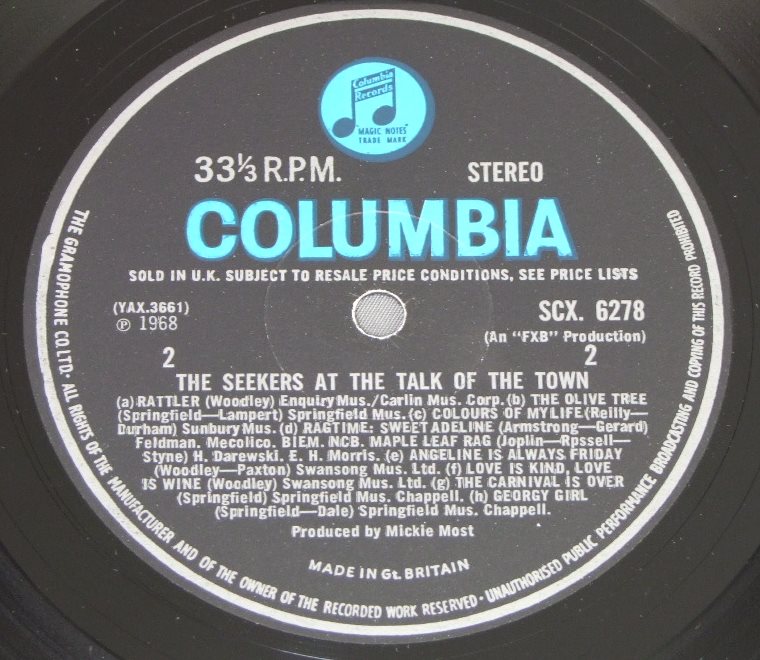 Columbia
Records
"MAGIC NOTES"
TRADE MARK
33⅓ R.P.M. STEREO
COLUMBIA
SOLD IN U.K. SUBJECT TO RESALE PRICE CONDITIONS, SEE PRICE LISTS
(YAX.3661) SCX. 6278
℗ 1968 (An "FXB" Production)
2 2
THE SEEKERS AT THE TALK OF THE TOWN
(a) RATTLER (Woodley) Enquiry Mus./Carlin Mus. Corp. (b) THE OLIVE TREE
(Springfield—Lampert) Springfield Mus. (c) COLOURS OF MY LIFE (Reilly—
Durham) Sunbury Mus. (d) RAGTIME: SWEET ADELINE (Armstrong—Gerard)
Feldman. Mecolico. BIEM. NCB. MAPLE LEAF RAG (Joplin—Rpssell—
Styne) H. Darewski. E. H. Morris. (e) ANGELINE IS ALWAYS FRIDAY
(Woodley—Paxton) Swansong Mus. Ltd. (f) LOVE IS KIND, LOVE
IS WINE (Woodley) Swansong Mus. Ltd. (g) THE CARNIVAL IS OVER
(Springfield) Springfield Mus. Chappell. (h) GEORGY GIRL
(Springfield—Dale) Springfield Mus. Chappell.
Produced by Mickie Most
MADE IN Gt. BRITAIN
THE GRAMOPHONE CO. LTD. · ALL RIGHTS OF THE MANUFACTURER AND OF THE OWNER OF THE RECORDED WORK RESERVED · UNAUTHORISED PUBLIC PERFORMANCE BROADCASTING AND COPYING OF THIS RECORD PROHIBITED